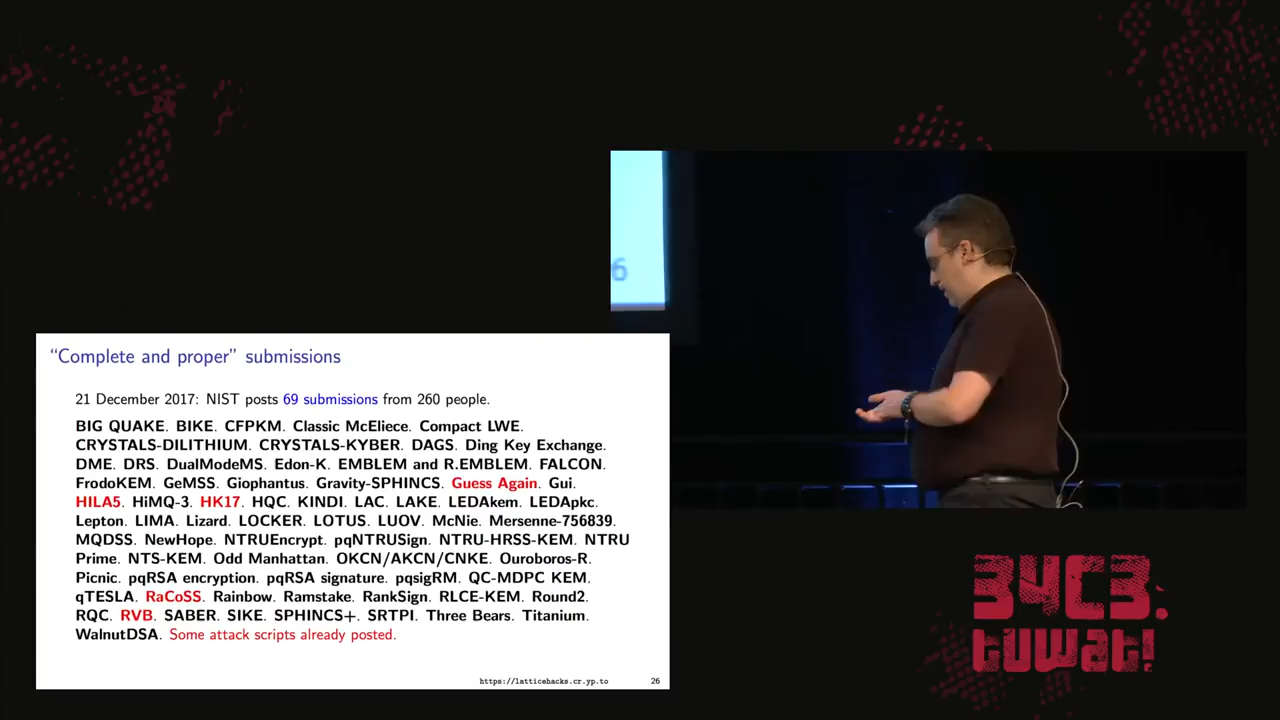 “Complete and proper” submissions
21 December 2017: NIST posts 69 submissions from 260 people.
BIG QUAKE. BIKE. CFPKM. Classic McEliece. Compact LWE.
CRYSTALS-DILITHIUM. CRYSTALS-KYBER. DAGS. Ding Key Exchange.
DME. DRS. DualModeMS. Edon-K. EMBLEM and R.EMBLEM. FALCON.
FrodoKEM. GeMSS. Giophantus. Gravity-SPHINCS. Guess Again. Gui.
HILA5. HiMQ-3. HK17. HQC. KINDI. LAC. LAKE. LEDAkem. LEDApkc.
Lepton. LIMA. Lizard. LOCKER. LOTUS. LUOV. McNie. Mersenne-756839.
MQDSS. NewHope. NTRUEncrypt. pqNTRUSign. NTRU-HRSS-KEM. NTRU
Prime. NTS-KEM. Odd Manhattan. OKCN/AKCN/CNKE. Ouroboros-R.
Picnic. pqRSA encryption. pqRSA signature. pqsigRM. QC-MDPC KEM.
qTESLA. RaCoSS. Rainbow. Ramstake. RankSign. RLCE-KEM. Round2.
RQC. RVB. SABER. SIKE. SPHINCS+. SRTPI. Three Bears. Titanium.
WalnutDSA. Some attack scripts already posted.
https://latticehacks.cr.yp.to 26
6
34C3.
tuwat!